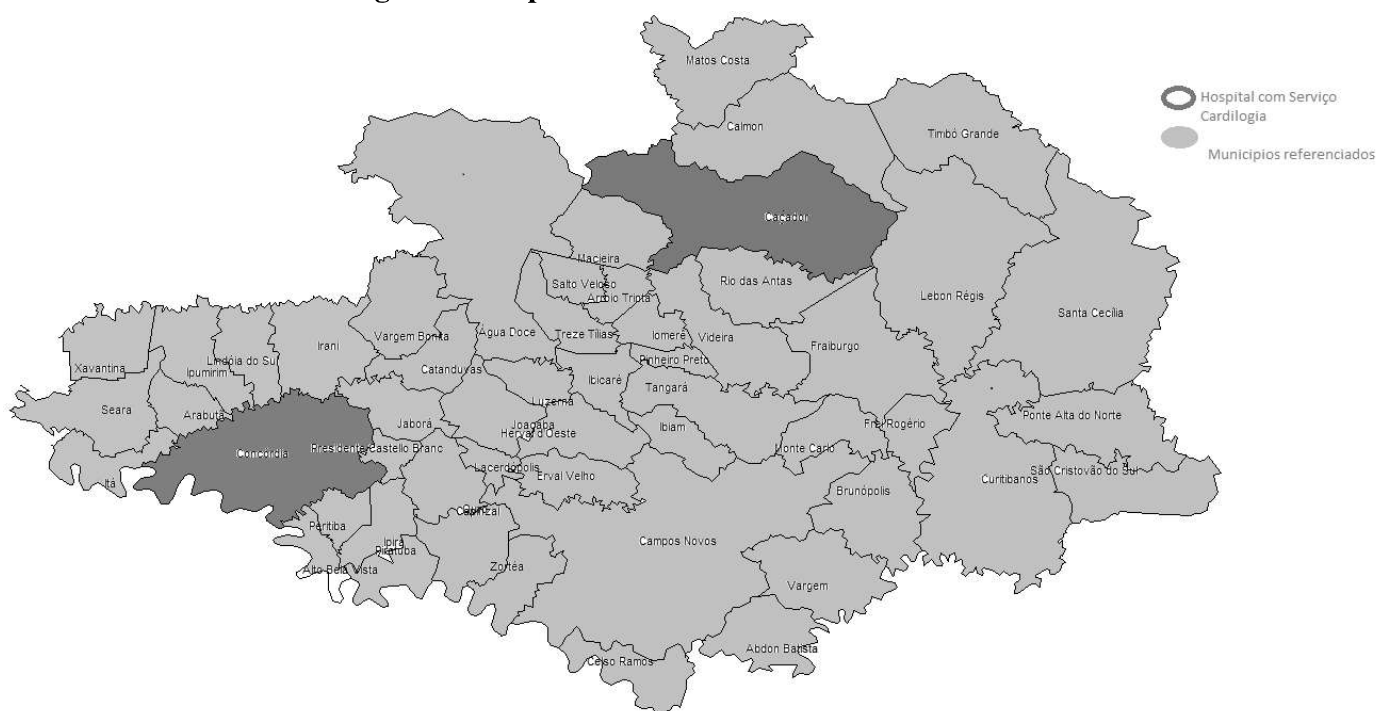 Matos Costa
Hospital com Serviço
Cardilogia
Municipios referenciados
Calmon
Timbó Grande
Caçador
Macieira
Salto Veloso
Arroio Trinta
Rio das Antas
Lebon Régis
Santa Cecília
Vargem Bonita
Água Doce
Treze Tílias
Iomerê
Videira
Fraiburgo
Irani
Lindóia do Sul
Ipumirim
Xavantina
Catanduvas
Ibicaré
Pinheiro Preto
Tangará
Seara
Arabutã
Jaborá
Luzerna
Joaçaba
Herval d'Oeste
Ibiam
Monte Carlo
Frei Rogério
Ponte Alta do Norte
Concórdia
Presidente Castello Branc
Lacerdópolis
Erval Velho
São Cristovão do Sul
Curitibanos
Itá
Brunópolis
Peritiba
Ipira
Piratuba
Alto Bela Vista
Capinzal
Zortéa
Campos Novos
Vargem
Abdon Batista
Celso Ramos